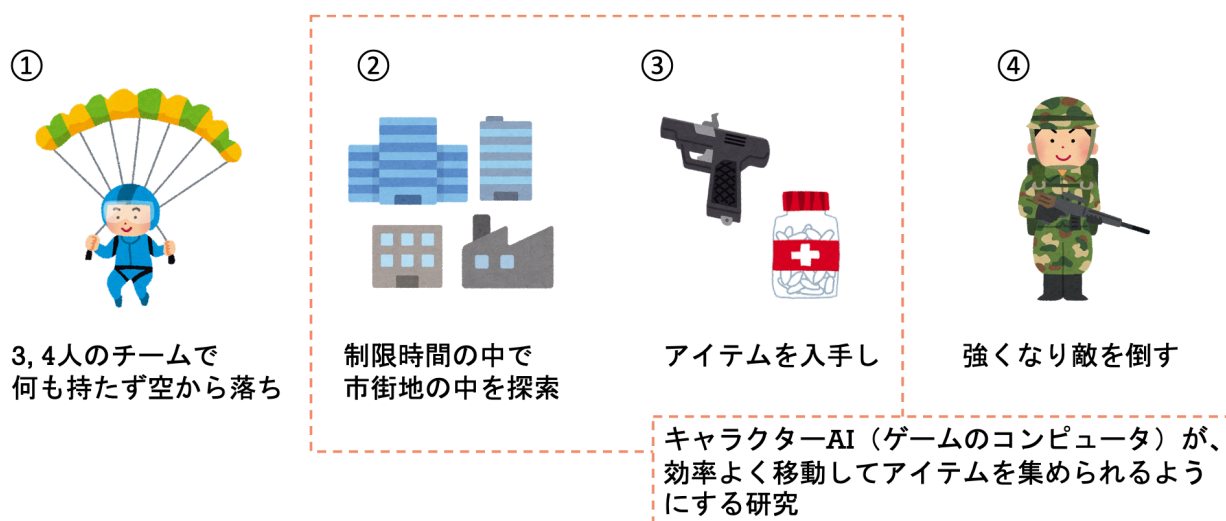 ①
3, 4人のチームで
何も持たず空から落ち
②
制限時間の中で
市街地の中を探索
③
アイテムを入手し
④
強くなり敵を倒す
キャラクターAI（ゲームのコンピュータ）が、
効率よく移動してアイテムを集められるよう
にする研究